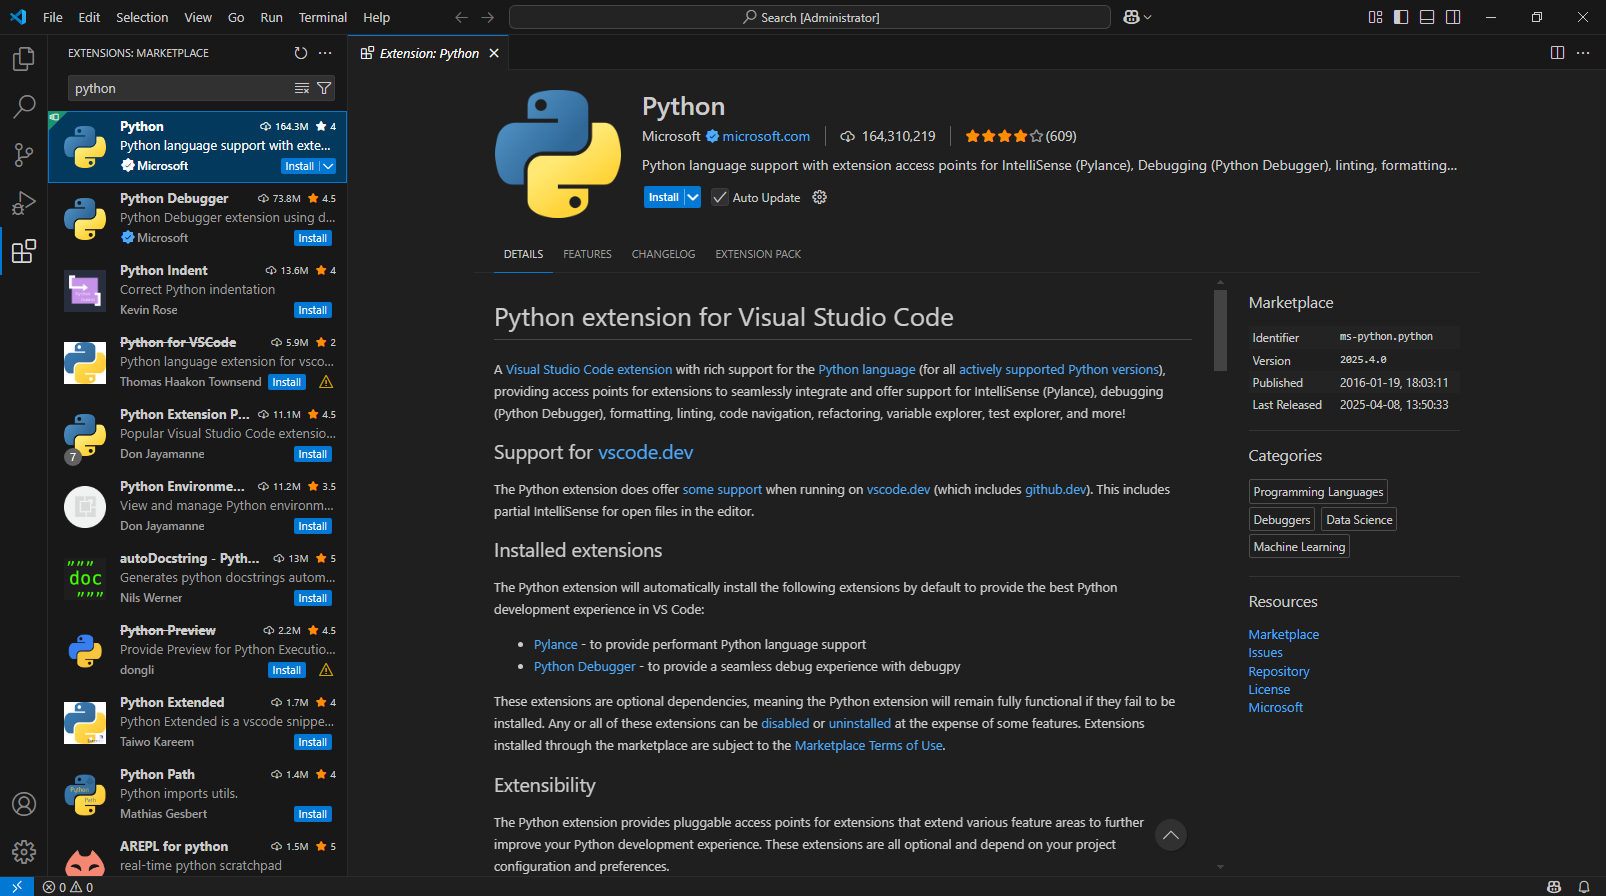 File Edit Selection View Go Run Terminal Help
Search [Administrator]
EXTENSIONS: MARKETPLACE
python
Python 164.3M 4
Python language support with exte...
Microsoft Install
Python Debugger 73.8M 4.5
Python Debugger extension using d...
Microsoft Install
Python Indent 13.6M 4
Correct Python indentation
Kevin Rose Install
Python for VSCode 5.9M 2
Python language extension for vsco...
Thomas Haakon Townsend Install
Python Extension P... 11.1M 4.5
Popular Visual Studio Code extensio...
7
Don Jayamanne Install
Python Environme... 11.2M 3.5
View and manage Python environm...
Don Jayamanne Install
autoDocstring - Pyth... 13M 5
Generates python docstrings autom...
"""
doc
"""
Nils Werner Install
Python Preview 2.2M 4.5
Provide Preview for Python Executio...
dongli Install
Python Extended 1.7M 4
Python Extended is a vscode snippe...
Taiwo Kareem Install
Python Path 1.4M 4
Python imports utils.
Python
Path
Mathias Gesbert Install
AREPL for python 1.5M 5
real-time python scratchpad
0 0
Extension: Python
Python
Microsoft microsoft.com 164,310,219 (609)
Python language support with extension access points for IntelliSense (Pylance), Debugging (Python Debugger), linting, formatting...
Install Auto Update
DETAILS FEATURES CHANGELOG EXTENSION PACK
Python extension for Visual Studio Code
A Visual Studio Code extension with rich support for the Python language (for all actively supported Python versions),
providing access points for extensions to seamlessly integrate and offer support for IntelliSense (Pylance), debugging
(Python Debugger), formatting, linting, code navigation, refactoring, variable explorer, test explorer, and more!
Support for vscode.dev
The Python extension does offer some support when running on vscode.dev (which includes github.dev). This includes
partial IntelliSense for open files in the editor.
Installed extensions
The Python extension will automatically install the following extensions by default to provide the best Python
development experience in VS Code:
• Pylance - to provide performant Python language support
• Python Debugger - to provide a seamless debug experience with debugpy
These extensions are optional dependencies, meaning the Python extension will remain fully functional if they fail to be
installed. Any or all of these extensions can be disabled or uninstalled at the expense of some features. Extensions
installed through the marketplace are subject to the Marketplace Terms of Use.
Extensibility
The Python extension provides pluggable access points for extensions that extend various feature areas to further
improve your Python development experience. These extensions are all optional and depend on your project
configuration and preferences.
Marketplace
Identifier ms-python.python
Version 2025.4.0
Published 2016-01-19, 18:03:11
Last Released 2025-04-08, 13:50:33
Categories
Programming Languages
Debuggers Data Science
Machine Learning
Resources
Marketplace
Issues
Repository
License
Microsoft